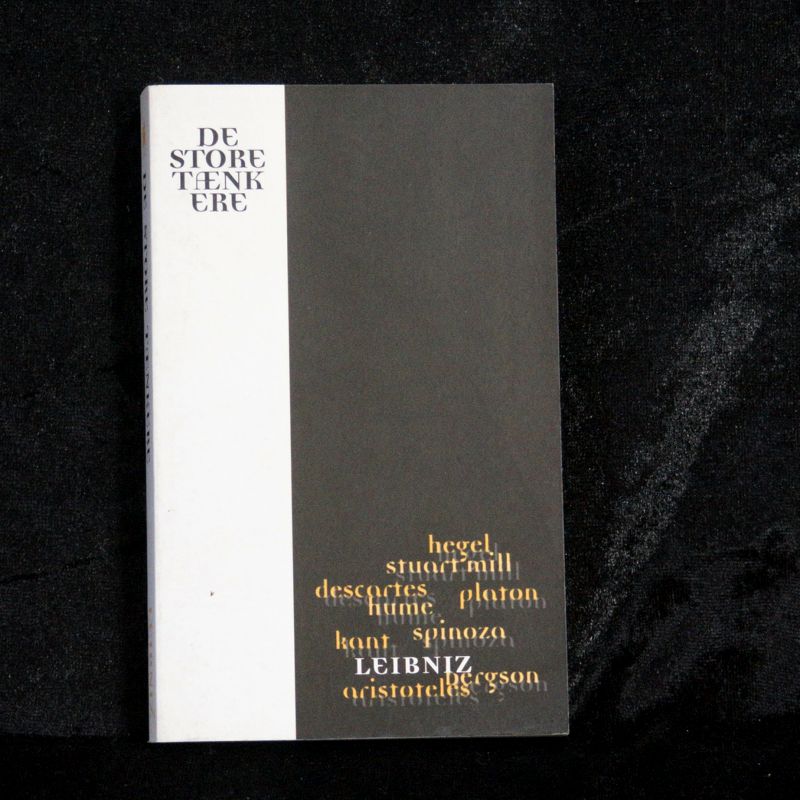 DE
STORE
TÆNK
ERE
hegel
stuart mill
descartes
platon
hume
spinoza
kant
LEIBNIZ
bergson
aristoteles